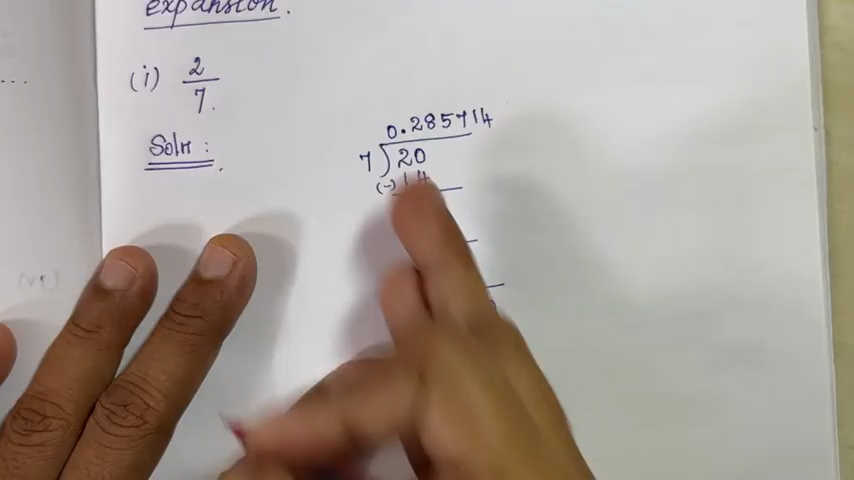 expansion.
(i) 2/7.
Soln :
0.285714
7)20
(-) 14